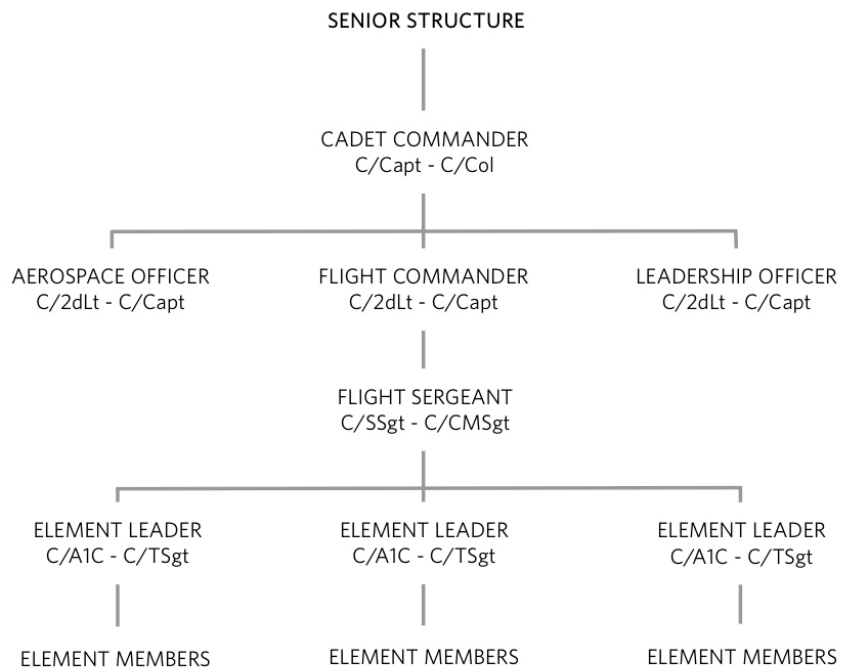 SENIOR STRUCTURE
CADET COMMANDER
C/Capt - C/Col
AEROSPACE OFFICER
C/2dLt - C/Capt
FLIGHT COMMANDER
C/2dLt - C/Capt
LEADERSHIP OFFICER
C/2dLt - C/Capt
FLIGHT SERGEANT
C/SSgt - C/CMSgt
ELEMENT LEADER
C/A1C - C/TSgt
ELEMENT LEADER
C/A1C - C/TSgt
ELEMENT LEADER
C/A1C - C/TSgt
ELEMENT MEMBERS
ELEMENT MEMBERS
ELEMENT MEMBERS